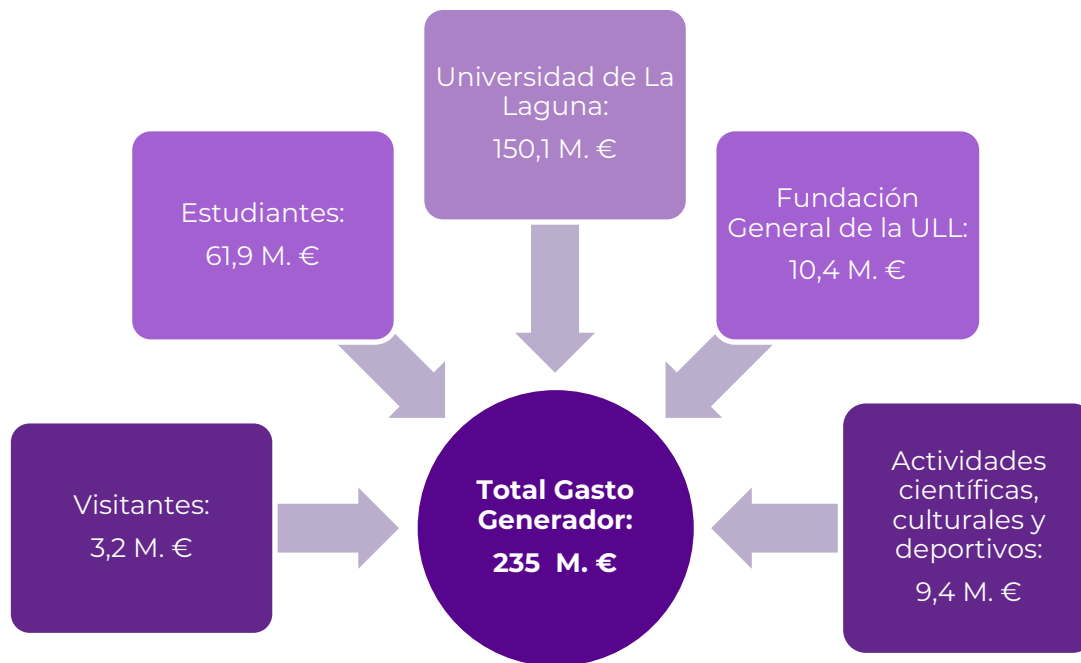 Universidad de La
Laguna:
150,1 M. €
Estudiantes:
61,9 M. €
Fundación
General de la ULL:
10,4 M. €
Visitantes:
3,2 M. €
Total Gasto
Generador:
235 M. €
Actividades
científicas,
culturales y
deportivos:
9,4 M. €